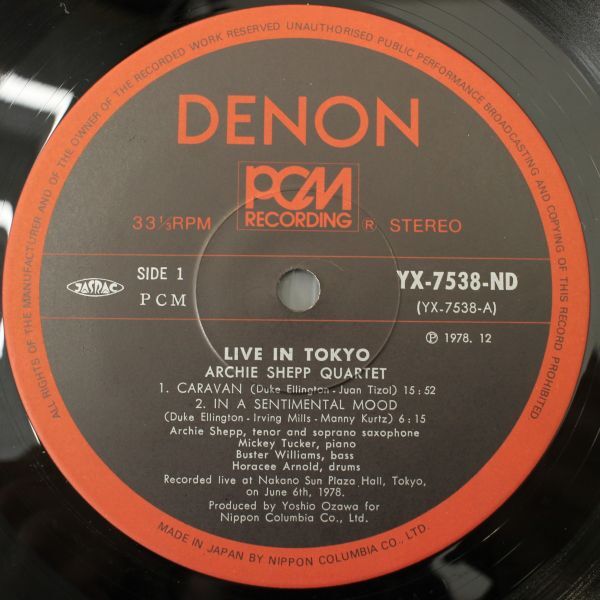 ALL RIGHTS OF THE MANUFACTURER AND OF THE OWNER OF THE RECORDED WORK RESERVED UNAUTHORISED PUBLIC PERFORMANCE BROADCASTING AND COPYING OF THIS RECORD PROHIBITED
DENON
PCM
RECORDING
33 1/3 RPM
® STEREO
SIDE 1
PCM
JASRAC
YX-7538-ND
(YX-7538-A)
℗ 1978. 12
LIVE IN TOKYO
ARCHIE SHEPP QUARTET
1. CARAVAN (Duke Ellington-Juan Tizol) 15:52
2. IN A SENTIMENTAL MOOD
(Duke Ellington-Irving Mills-Manny Kurtz) 6:15
Archie Shepp, tenor and soprano saxophone
Mickey Tucker, piano
Buster Williams, bass
Horacee Arnold, drums
Recorded live at Nakano Sun Plaza Hall, Tokyo,
on June 6th, 1978.
Produced by Yoshio Ozawa for
Nippon Columbia Co., Ltd.
MADE IN JAPAN BY NIPPON COLUMBIA CO., LTD.